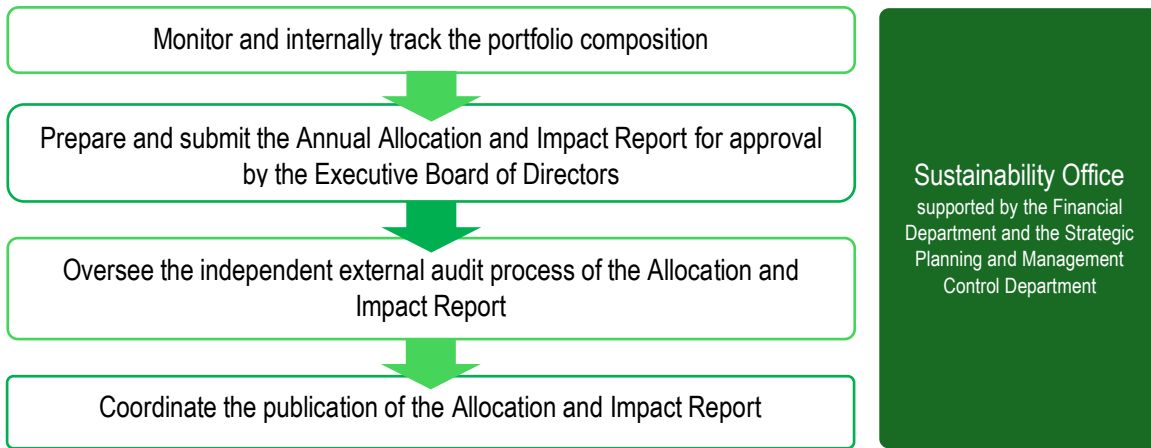 Monitor and internally track the portfolio composition
Prepare and submit the Annual Allocation and Impact Report for approval
by the Executive Board of Directors
Oversee the independent external audit process of the Allocation and
Impact Report
Coordinate the publication of the Allocation and Impact Report
Sustainability Office
supported by the Financial
Department and the Strategic
Planning and Management
Control Department